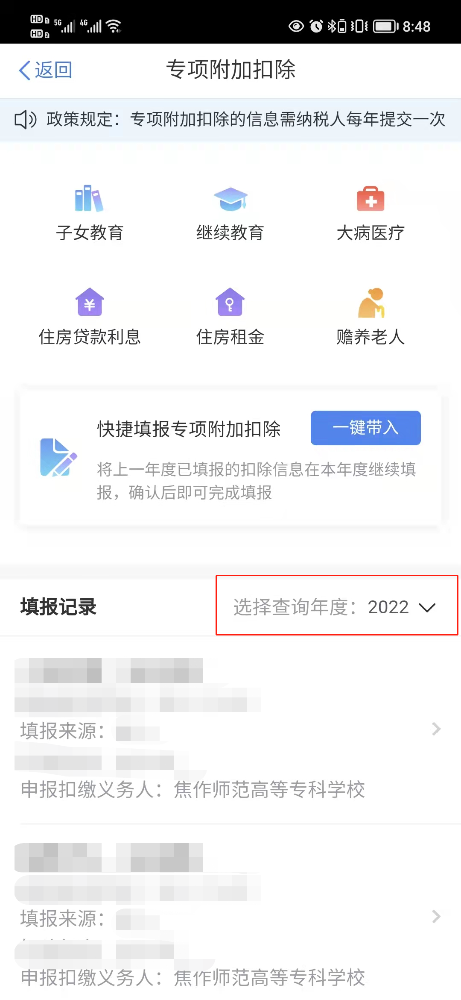 HD 1 5G 4G 8:48
HD 2
返回 专项附加扣除
政策规定：专项附加扣除的信息需纳税人每年提交一次
子女教育 继续教育 大病医疗
¥
住房贷款利息 住房租金 赡养老人
快捷填报专项附加扣除 一键带入
将上一年度已填报的扣除信息在本年度继续填
报，确认后即可完成填报
填报记录 选择查询年度：2022
填报来源：
申报扣缴义务人：焦作师范高等专科学校
填报来源：
申报扣缴义务人：焦作师范高等专科学校